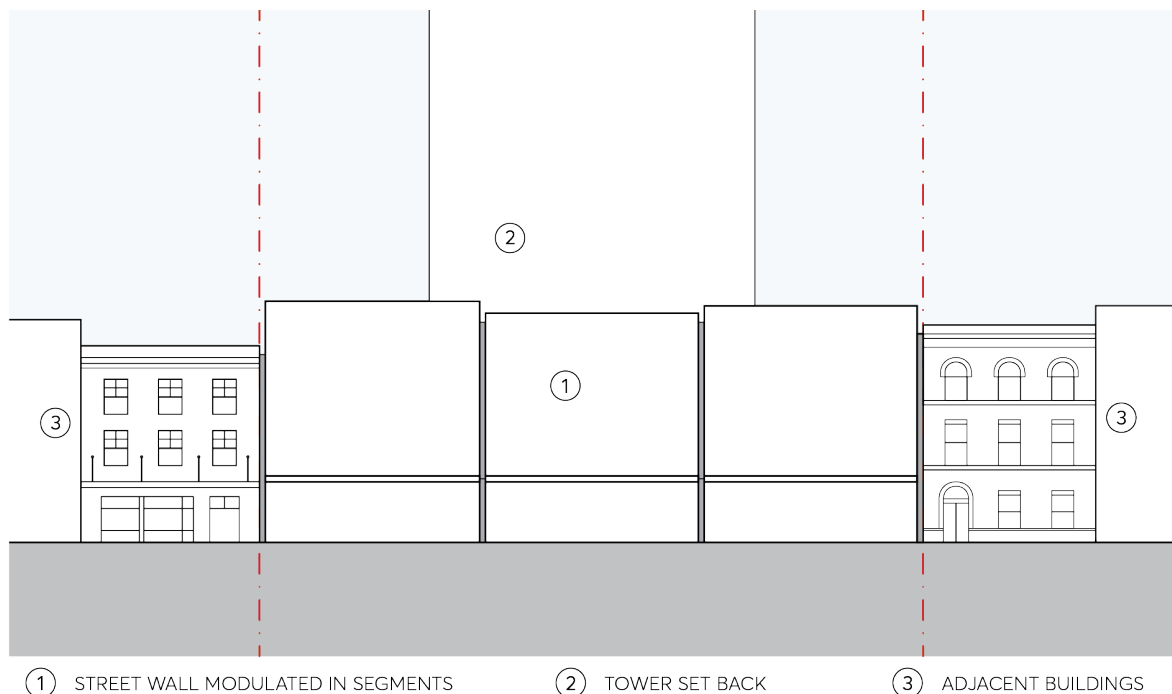 2
1
3
3
1 STREET WALL MODULATED IN SEGMENTS 2 TOWER SET BACK 3 ADJACENT BUILDINGS